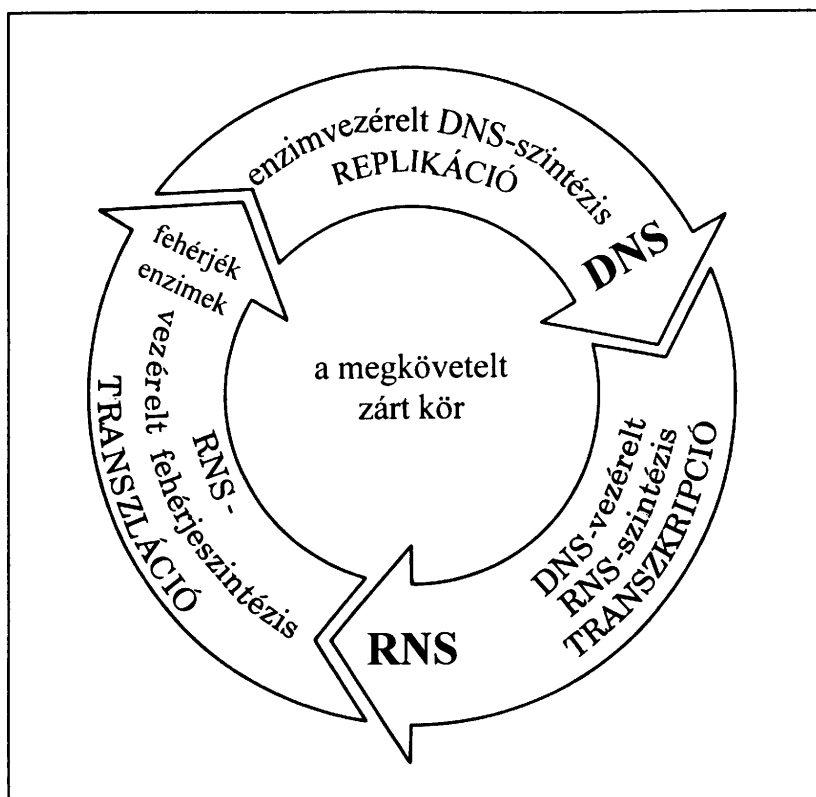 enzimvezérelt DNS-szintézis
REPLIKÁCIÓ
DNS
DNS-vezérelt
RNS-szintézis
TRANSZKRIPCIÓ
RNS
RNS-
vezérelt fehérjeszintézis
TRANSZLÁCIÓ
fehérjék
enzimek
a megkövetelt
zárt kör